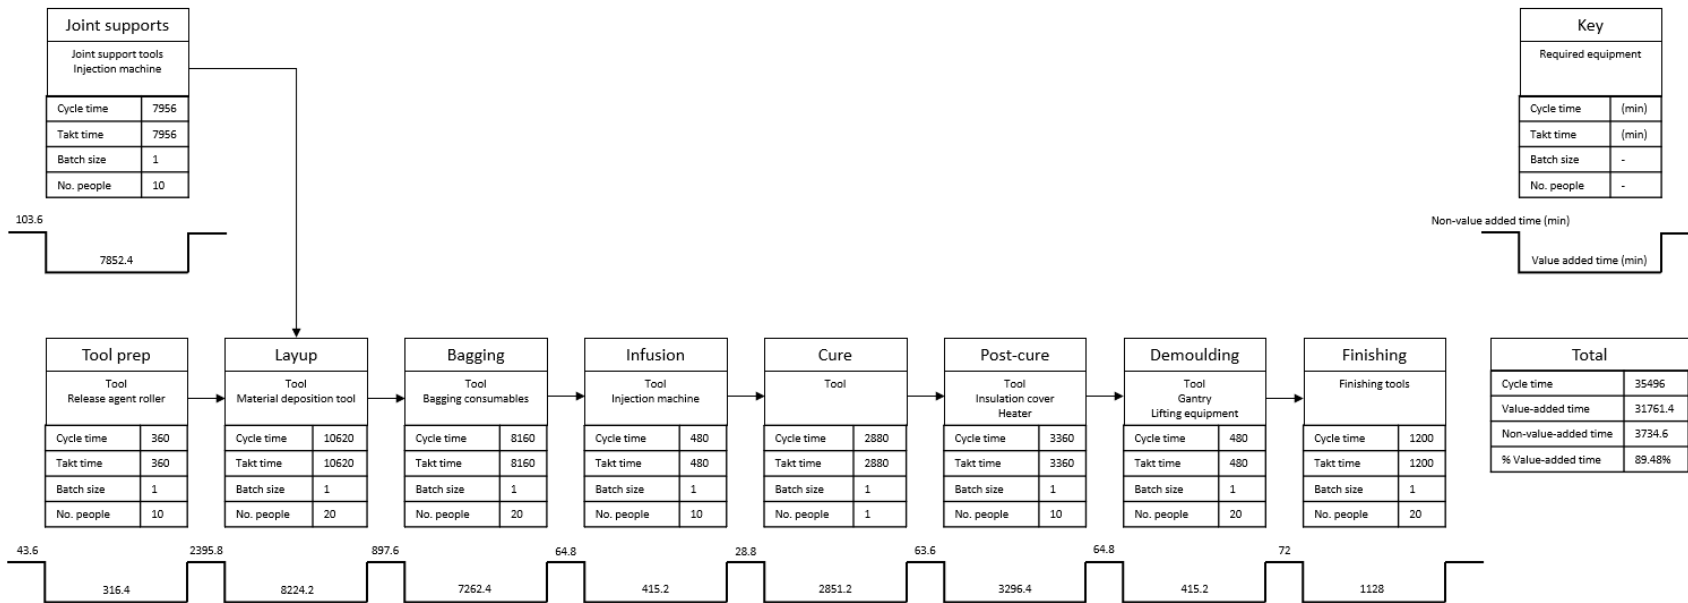 Joint supports
Joint support tools
Injection machine
Cycle time 7956
Takt time 7956
Batch size 1
No. people 10
103.6
7852.4
Key
Required equipment
Cycle time (min)
Takt time (min)
Batch size -
No. people -
Non-value added time (min)
Value added time (min)
Tool prep
Tool
Release agent roller
Cycle time 360
Takt time 360
Batch size 1
No. people 10
43.6
316.4
Layup
Tool
Material deposition tool
Cycle time 10620
Takt time 10620
Batch size 1
No. people 20
2395.8
8224.2
Bagging
Tool
Bagging consumables
Cycle time 8160
Takt time 8160
Batch size 1
No. people 20
897.6
7262.4
Infusion
Tool
Injection machine
Cycle time 480
Takt time 480
Batch size 1
No. people 10
64.8
415.2
Cure
Tool
Cycle time 2880
Takt time 2880
Batch size 1
No. people 1
28.8
2851.2
Post-cure
Tool
Insulation cover
Heater
Cycle time 3360
Takt time 3360
Batch size 1
No. people 10
63.6
3296.4
Demoulding
Tool
Gantry
Lifting equipment
Cycle time 480
Takt time 480
Batch size 1
No. people 20
64.8
415.2
Finishing
Finishing tools
Cycle time 1200
Takt time 1200
Batch size 1
No. people 20
72
1128
Total
Cycle time 35496
Value-added time 31761.4
Non-value-added time 3734.6
% Value-added time 89.48%